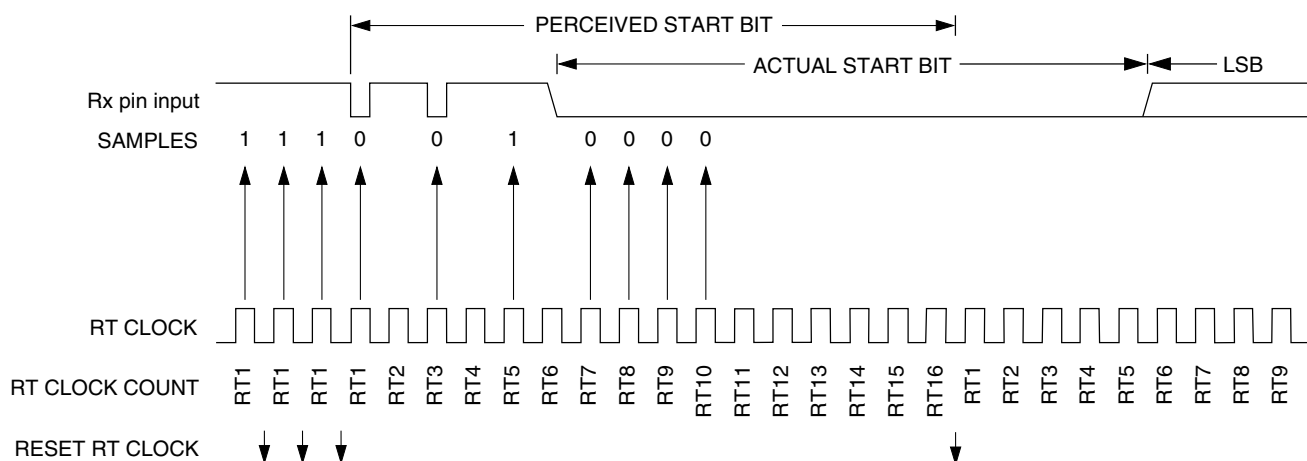 PERCEIVED START BIT
ACTUAL START BIT
LSB
Rx pin input
SAMPLES 1 1 1 0 0 1 0 0 0 0
RT CLOCK
RT CLOCK COUNT RT1 RT1 RT1 RT1 RT2 RT3 RT4 RT5 RT6 RT7 RT8 RT9 RT10 RT11 RT12 RT13 RT14 RT15 RT16 RT1 RT2 RT3 RT4 RT5 RT6 RT7 RT8 RT9
RESET RT CLOCK